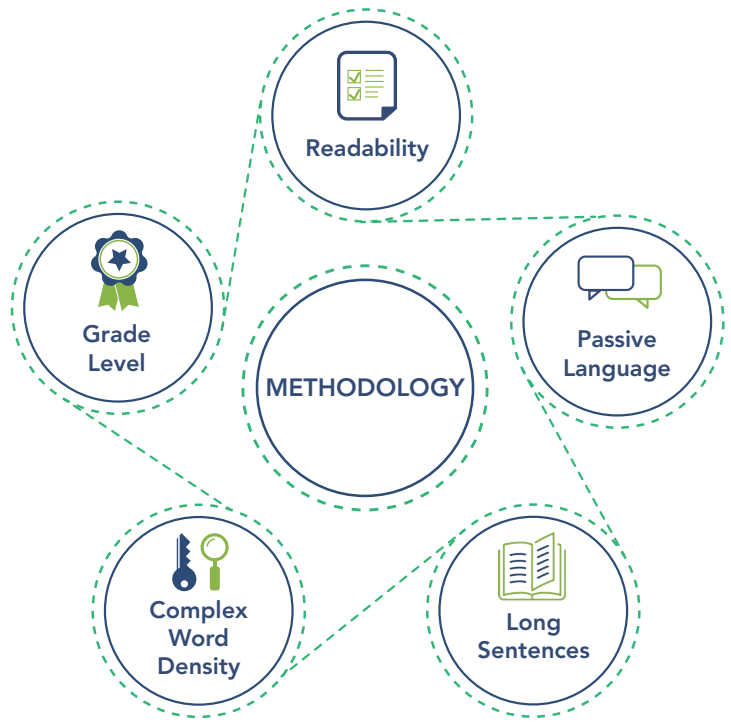 Readability
Grade
Level
Passive
Language
METHODOLOGY
Complex
Word
Density
Long
Sentences